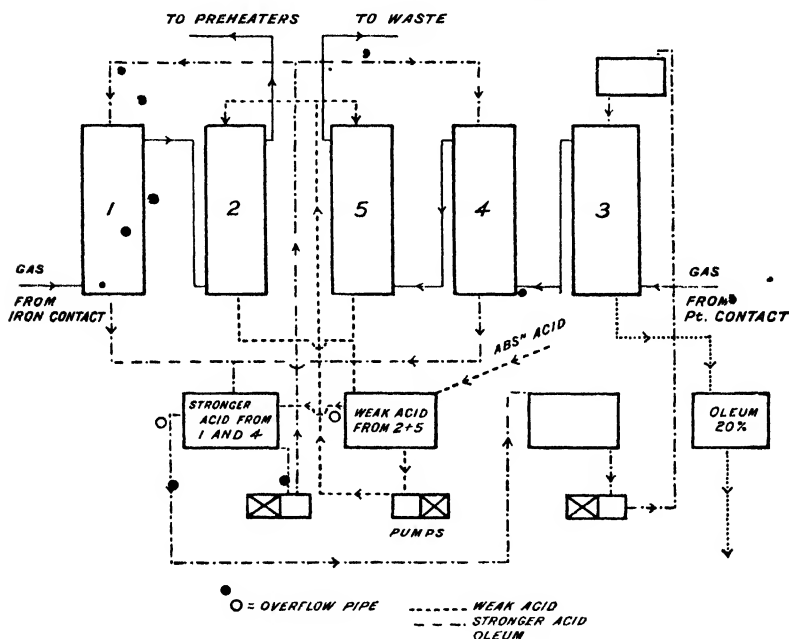 TO PREHEATERS
TO WASTE
1
2
5
4
3
GAS
FROM
IRON CONTACT
GAS
FROM
Pt. CONTACT
ABSᴺ ACID
STRONGER
ACID FROM
1 AND 4
WEAK ACID
FROM 2+5
OLEUM
20%
PUMPS
O = OVERFLOW PIPE
WEAK ACID
STRONGER ACID
OLEUM